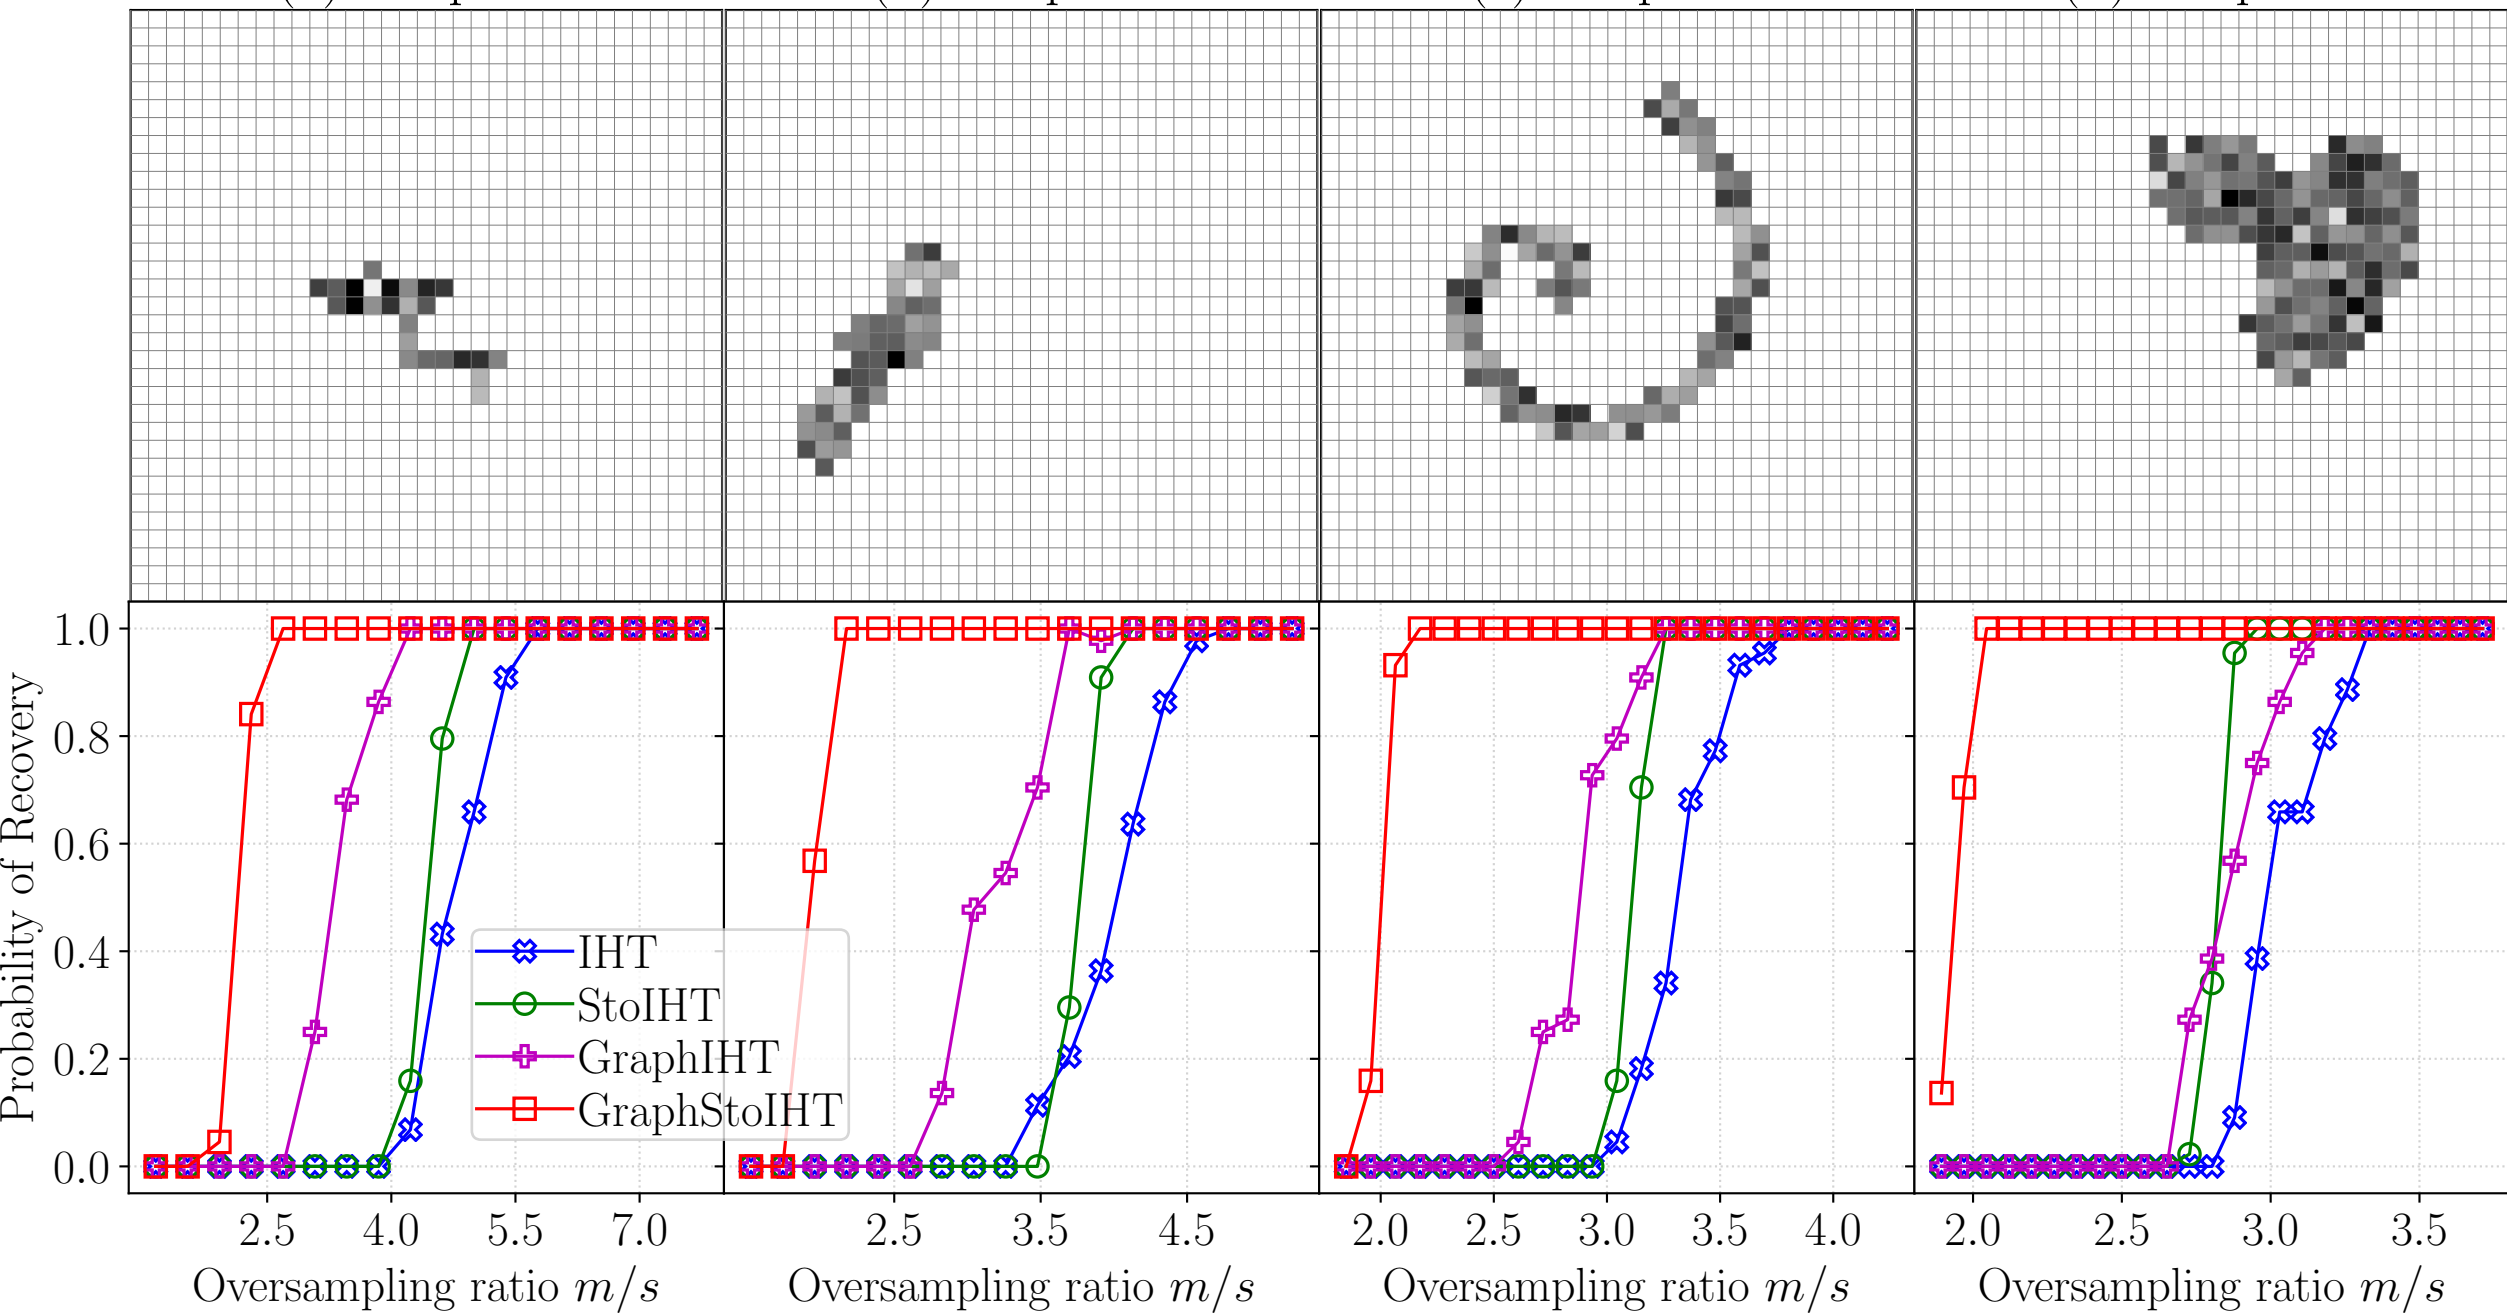 1.0
0.8
0.6
0.4
0.2
0.0
Probability of Recovery
IHT
StoIHT
GraphIHT
GraphStoIHT
2.5 4.0 5.5 7.0
2.5 3.5 4.5
2.0 2.5 3.0 3.5 4.0
2.0 2.5 3.0 3.5
Oversampling ratio m/s
Oversampling ratio m/s
Oversampling ratio m/s
Oversampling ratio m/s